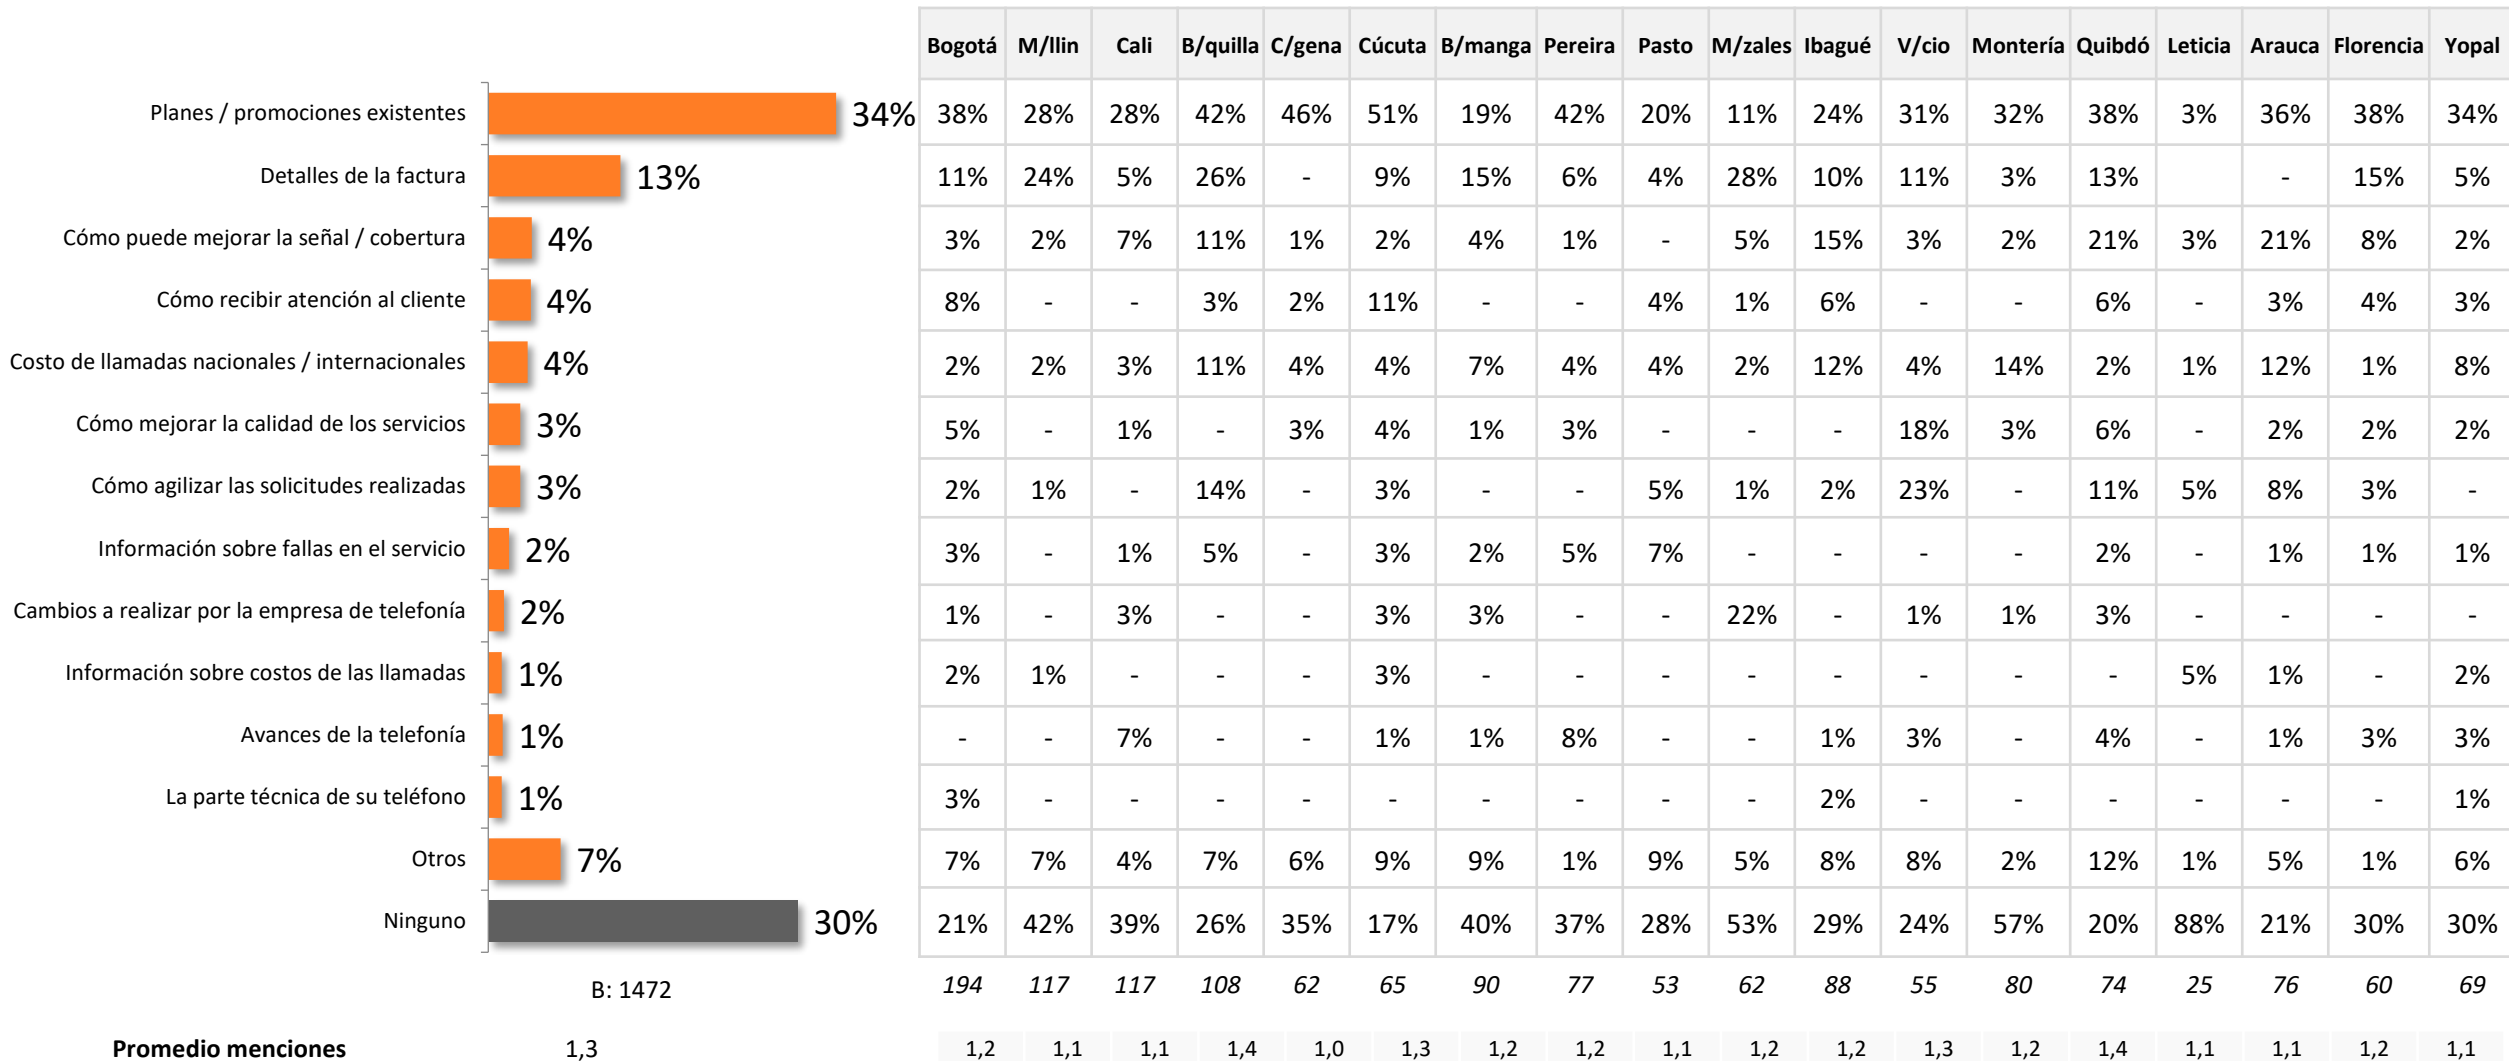 Bogotá M/llin Cali B/quilla C/gena Cúcuta B/manga Pereira Pasto M/zales Ibagué V/cio Montería Quibdó Leticia Arauca Florencia Yopal
Planes / promociones existentes 34% 38% 28% 28% 42% 46% 51% 19% 42% 20% 11% 24% 31% 32% 38% 3% 36% 38% 34%
Detalles de la factura 13% 11% 24% 5% 26% - 9% 15% 6% 4% 28% 10% 11% 3% 13% - 15% 5%
Cómo puede mejorar la señal / cobertura 4% 3% 2% 7% 11% 1% 2% 4% 1% - 5% 15% 3% 2% 21% 3% 21% 8% 2%
Cómo recibir atención al cliente 4% 8% - - 3% 2% 11% - - 4% 1% 6% - - 6% - 3% 4% 3%
Costo de llamadas nacionales / internacionales 4% 2% 2% 3% 11% 4% 4% 7% 4% 4% 2% 12% 4% 14% 2% 1% 12% 1% 8%
Cómo mejorar la calidad de los servicios 3% 5% - 1% - 3% 4% 1% 3% - - - 18% 3% 6% - 2% 2% 2%
Cómo agilizar las solicitudes realizadas 3% 2% 1% - 14% - 3% - - 5% 1% 2% 23% - 11% 5% 8% 3% -
Información sobre fallas en el servicio 2% 3% - 1% 5% - 3% 2% 5% 7% - - - - 2% - 1% 1% 1%
Cambios a realizar por la empresa de telefonía 2% 1% - 3% - - 3% 3% - - 22% - 1% 1% 3% - - - -
Información sobre costos de las llamadas 1% 2% 1% - - - 3% - - - - - - - - 5% 1% - 2%
Avances de la telefonía 1% - - 7% - - 1% 1% 8% - - 1% 3% - 4% - 1% 3% 3%
La parte técnica de su teléfono 1% 3% - - - - - - - - - 2% - - - - - - 1%
Otros 7% 7% 7% 4% 7% 6% 9% 9% 1% 9% 5% 8% 8% 2% 12% 1% 5% 1% 6%
Ninguno 30% 21% 42% 39% 26% 35% 17% 40% 37% 28% 53% 29% 24% 57% 20% 88% 21% 30% 30%
B: 1472 194 117 117 108 62 65 90 77 53 62 88 55 80 74 25 76 60 69
Promedio menciones 1,3 1,2 1,1 1,1 1,4 1,0 1,3 1,2 1,2 1,1 1,2 1,2 1,3 1,2 1,4 1,1 1,1 1,2 1,1